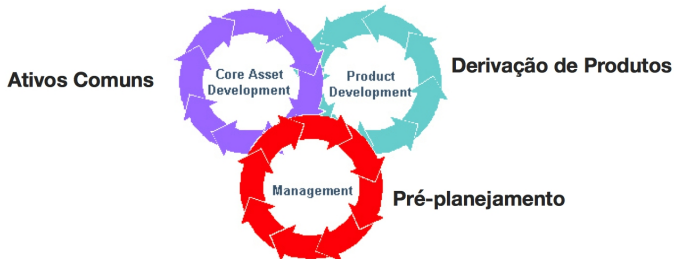 Ativos Comuns
Core Asset
Development
Product
Development
Derivação de Produtos
Management
Pré-planejamento